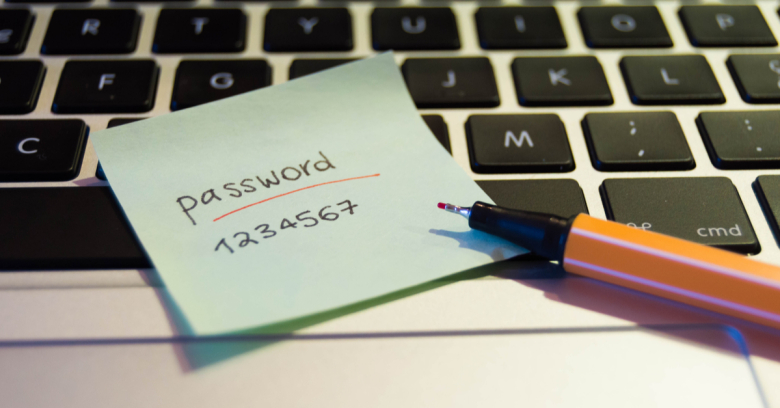 R T Y U I O P
F G J K L
C M ; :
cmd
password
1234567